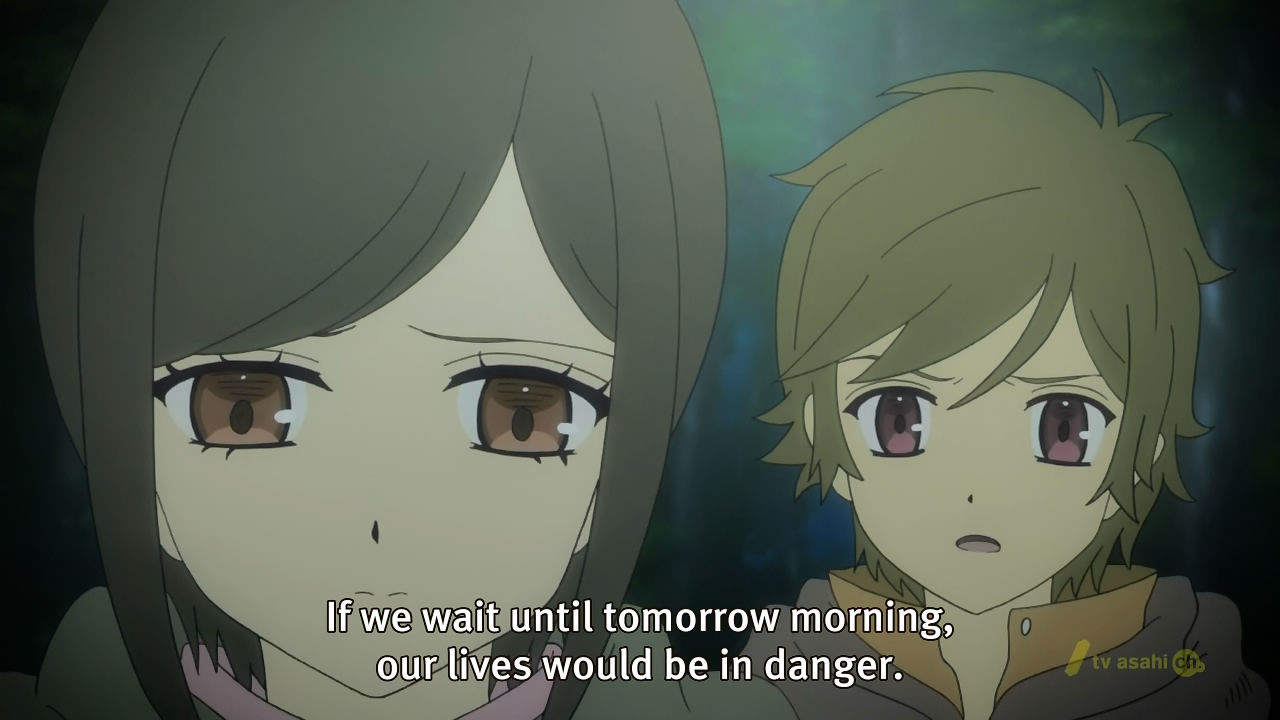 If we wait until tomorrow morning,
our lives would be in danger.
tv asahi ch